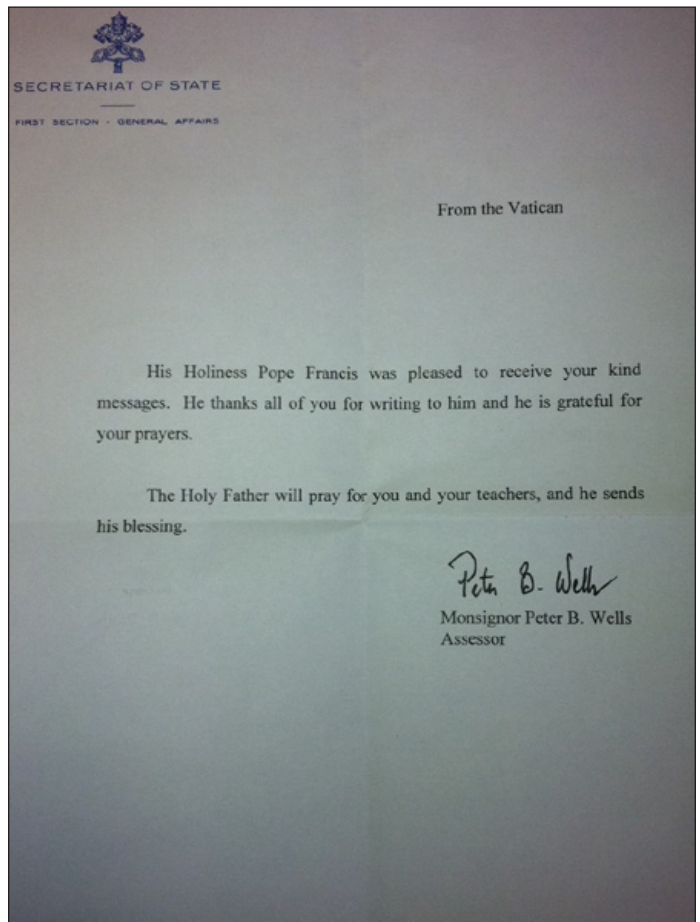 SECRETARIAT OF STATE
FIRST SECTION - GENERAL AFFAIRS
From the Vatican
His Holiness Pope Francis was pleased to receive your kind
messages. He thanks all of you for writing to him and he is grateful for
your prayers.
The Holy Father will pray for you and your teachers, and he sends
his blessing.
Peter B. Wells
Monsignor Peter B. Wells
Assessor